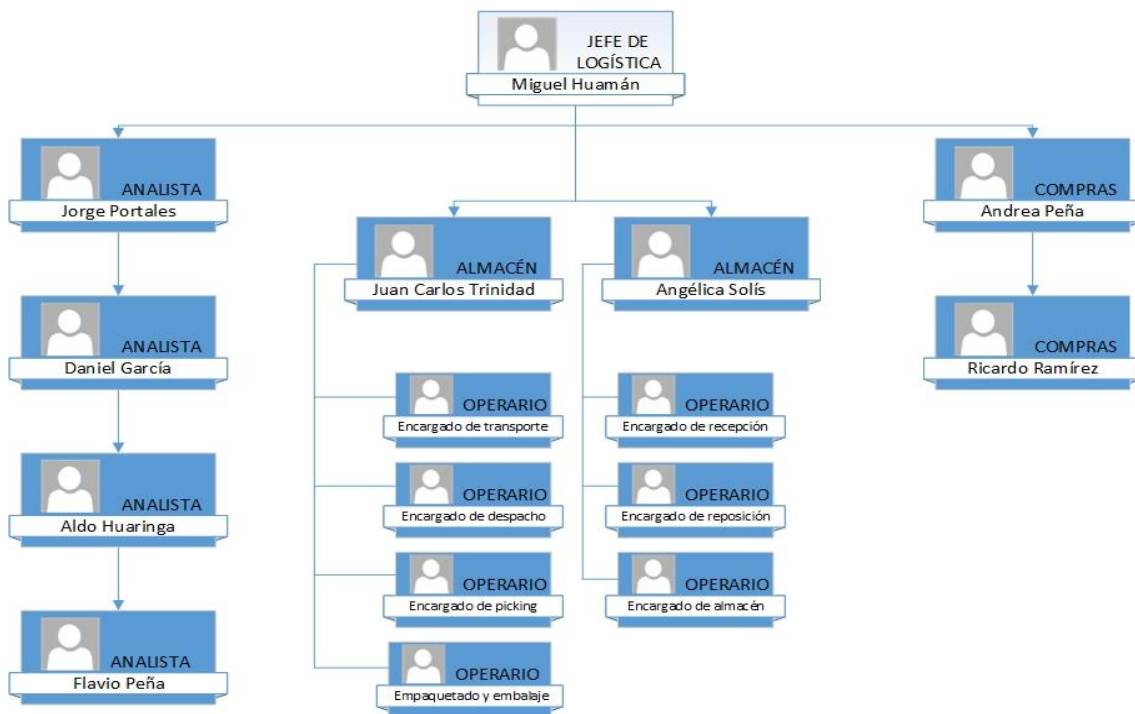 JEFE DE
LOGÍSTICA
Miguel Huamán
ANALISTA
Jorge Portales
COMPRAS
Andrea Peña
ALMACÉN
Juan Carlos Trinidad
ALMACÉN
Angélica Solís
ANALISTA
Daniel García
COMPRAS
Ricardo Ramírez
OPERARIO
Encargado de transporte
OPERARIO
Encargado de recepción
ANALISTA
Aldo Huaringa
OPERARIO
Encargado de despacho
OPERARIO
Encargado de reposición
OPERARIO
Encargado de picking
OPERARIO
Encargado de almacén
ANALISTA
Flavio Peña
OPERARIO
Empaquetado y embalaje